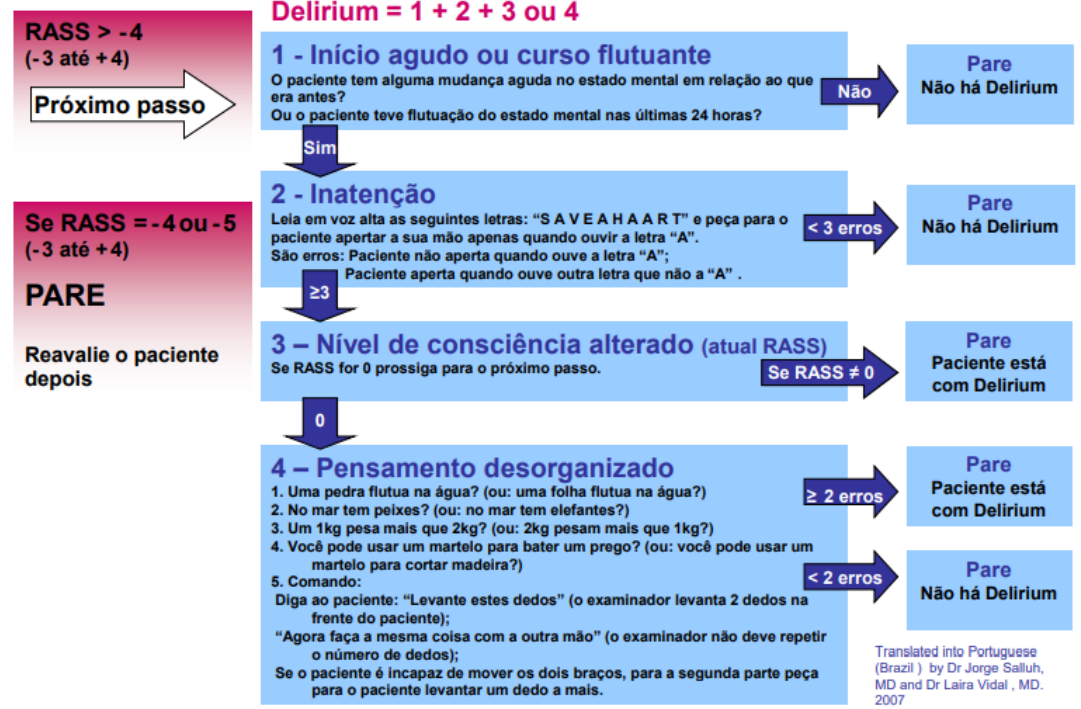 Delirium = 1 + 2 + 3 ou 4
RASS > -4
(-3 até +4)
Próximo passo
1 - Início agudo ou curso flutuante
O paciente tem alguma mudança aguda no estado mental em relação ao que
era antes?
Ou o paciente teve flutuação do estado mental nas últimas 24 horas?
Não
Pare
Não há Delirium
Sim
Se RASS = -4 ou -5
(-3 até +4)
PARE
Reavalie o paciente
depois
2 - Inatenção
Leia em voz alta as seguintes letras: “S A V E A H A A R T” e peça para o
paciente apertar a sua mão apenas quando ouvir a letra “A”.
São erros: Paciente não aperta quando ouve a letra “A”;
Paciente aperta quando ouve outra letra que não a “A” .
< 3 erros
Pare
Não há Delirium
≥3
3 – Nível de consciência alterado (atual RASS)
Se RASS for 0 prossiga para o próximo passo.
Se RASS ≠ 0
Pare
Paciente está
com Delirium
0
4 – Pensamento desorganizado
1. Uma pedra flutua na água? (ou: uma folha flutua na água?)
2. No mar tem peixes? (ou: no mar tem elefantes?)
3. Um 1kg pesa mais que 2kg? (ou: 2kg pesam mais que 1kg?)
4. Você pode usar um martelo para bater um prego? (ou: você pode usar um
martelo para cortar madeira?)
5. Comando:
Diga ao paciente: “Levante estes dedos” (o examinador levanta 2 dedos na
frente do paciente);
“Agora faça a mesma coisa com a outra mão” (o examinador não deve repetir
o número de dedos);
Se o paciente é incapaz de mover os dois braços, para a segunda parte peça
para o paciente levantar um dedo a mais.
≥ 2 erros
Pare
Paciente está
com Delirium
< 2 erros
Pare
Não há Delirium
Translated into Portuguese
(Brazil ) by Dr Jorge Salluh,
MD and Dr Laira Vidal , MD.
2007